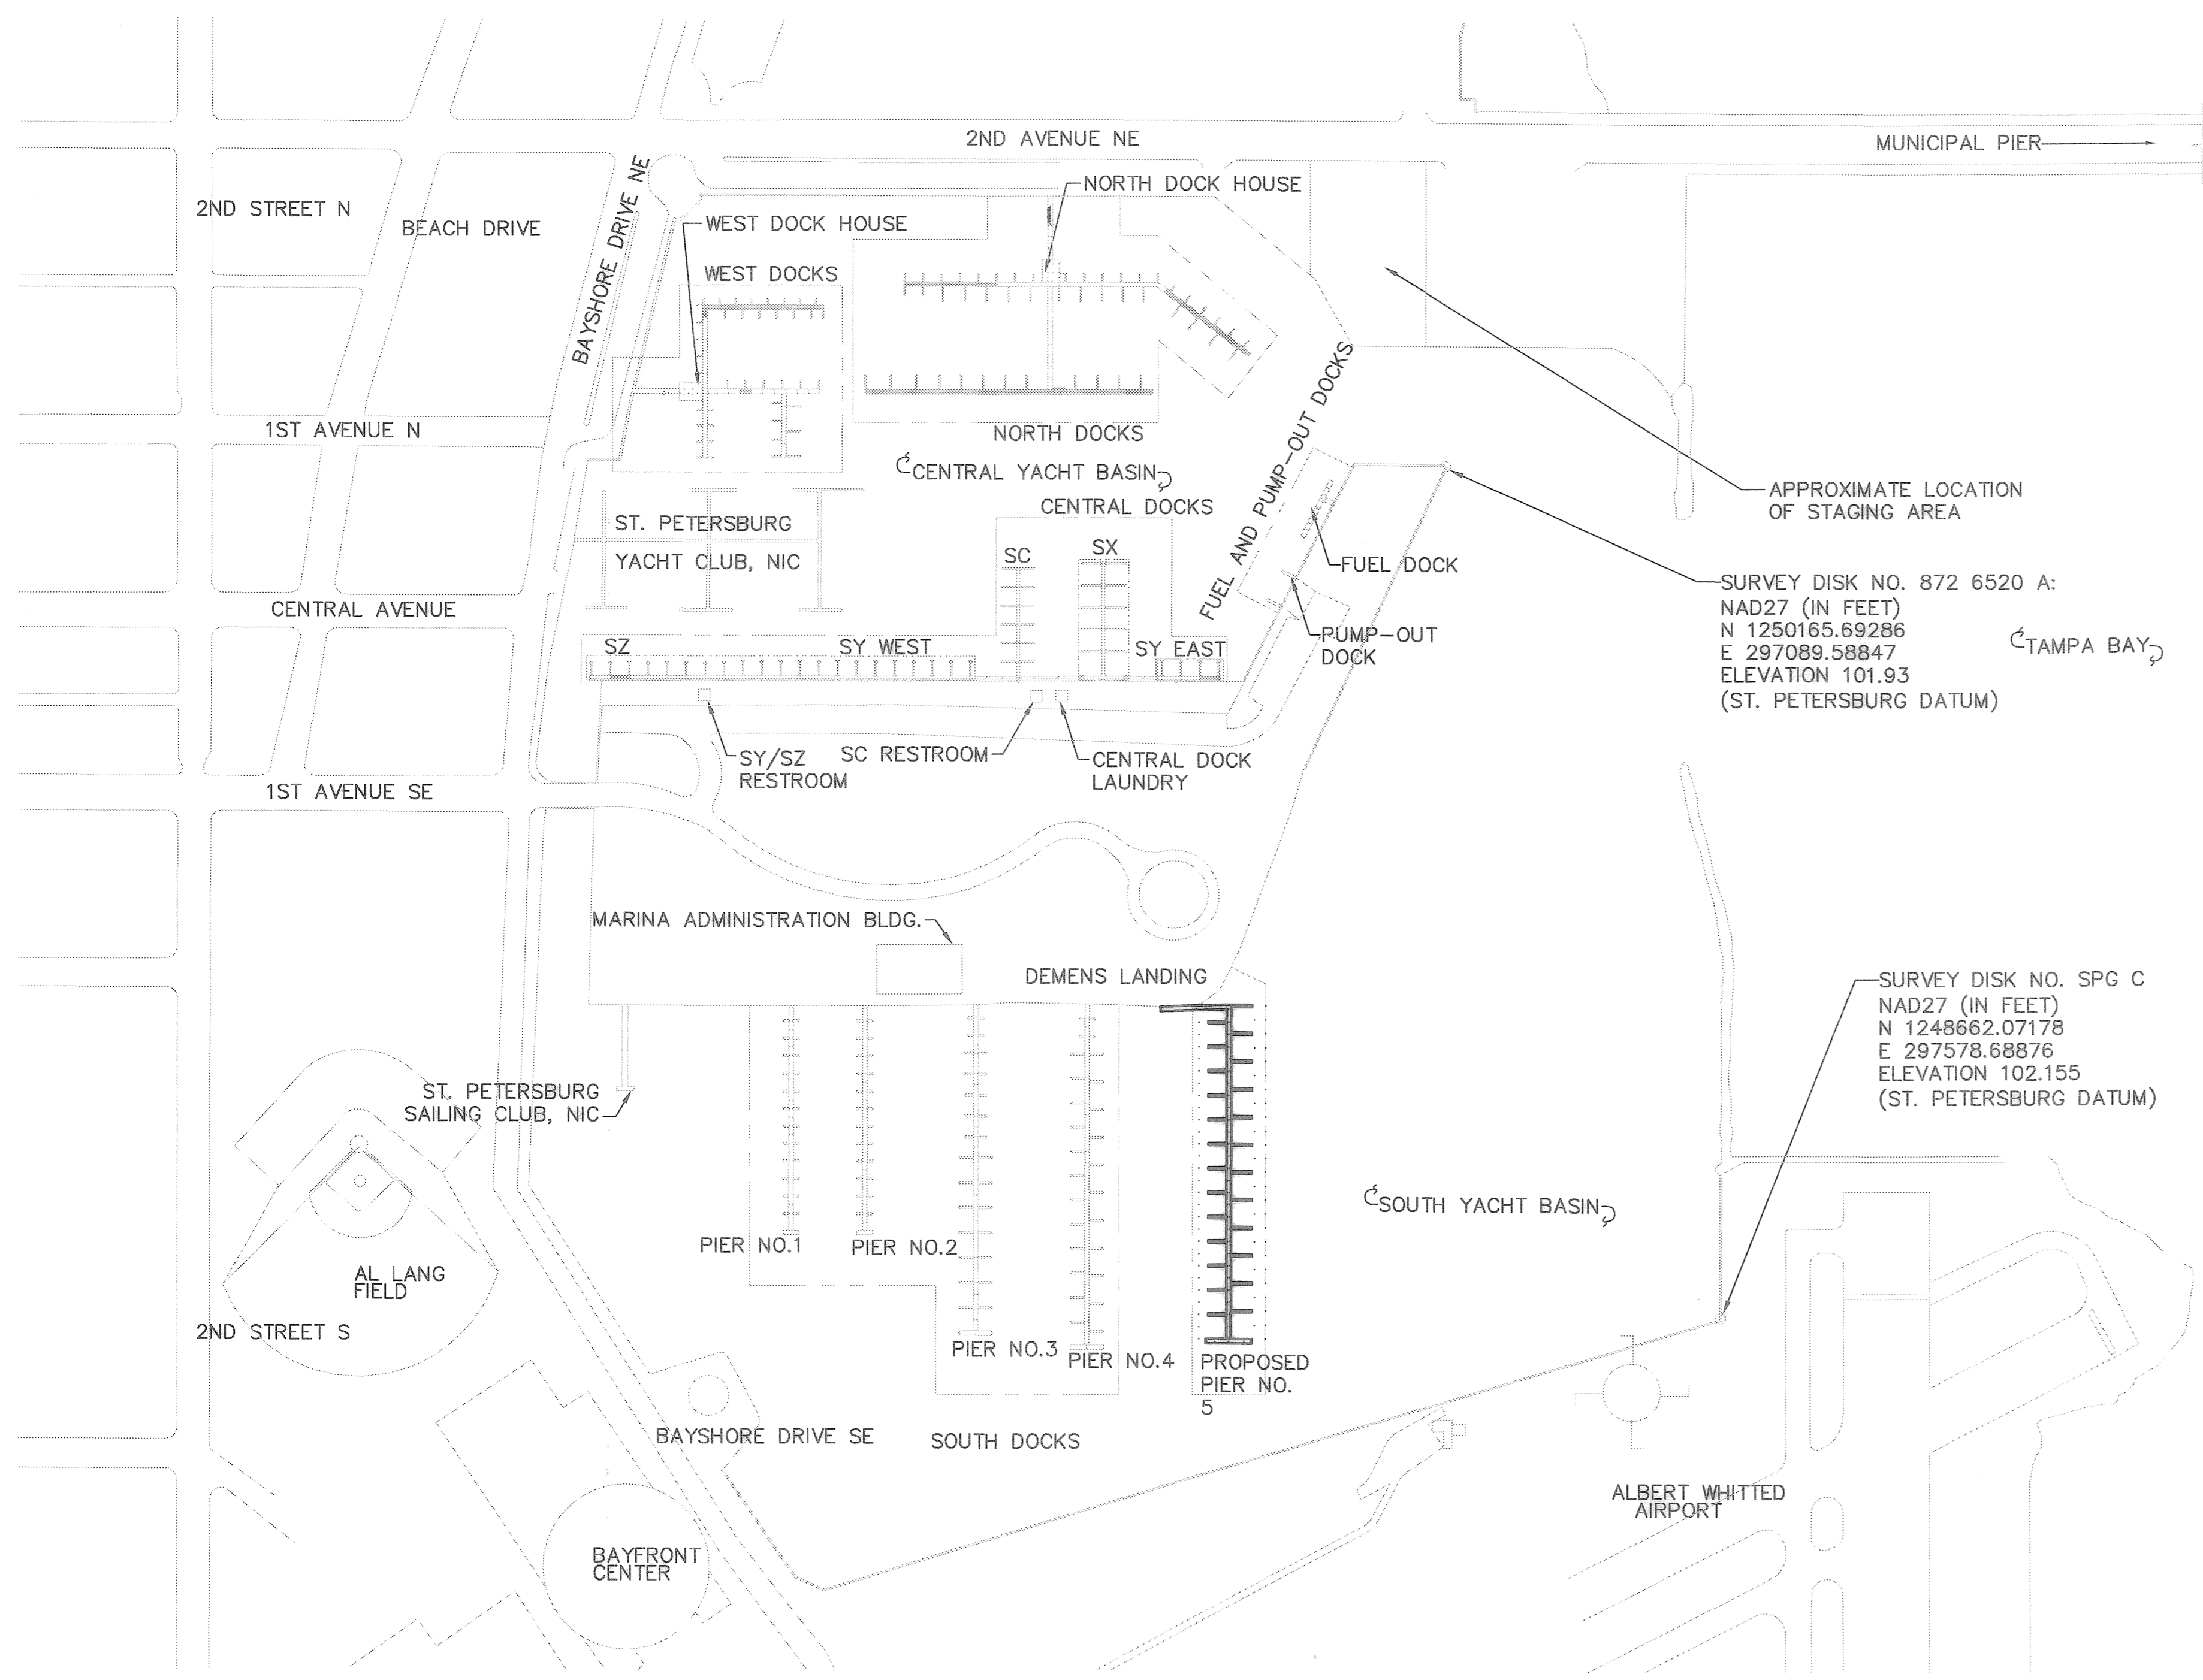 2ND AVENUE NE
MUNICIPAL PIER
NORTH DOCK HOUSE
2ND STREET N
BEACH DRIVE
BAYSHORE DRIVE NE
WEST DOCK HOUSE
WEST DOCKS
1ST AVENUE N
NORTH DOCKS
CENTRAL YACHT BASIN
CENTRAL DOCKS
FUEL AND PUMP-OUT DOCKS
APPROXIMATE LOCATION
OF STAGING AREA
ST. PETERSBURG
YACHT CLUB, NIC
SC
SX
FUEL DOCK
SURVEY DISK NO. 872 6520 A:
NAD27 (IN FEET)
N 1250165.69286
E 297089.58847
ELEVATION 101.93
(ST. PETERSBURG DATUM)
TAMPA BAY
CENTRAL AVENUE
SZ
SY WEST
SY EAST
PUMP-OUT
DOCK
SY/SZ
RESTROOM
SC RESTROOM
CENTRAL DOCK
LAUNDRY
1ST AVENUE SE
MARINA ADMINISTRATION BLDG.
DEMENS LANDING
SURVEY DISK NO. SPG C
NAD27 (IN FEET)
N 1248662.07178
E 297578.68876
ELEVATION 102.155
(ST. PETERSBURG DATUM)
ST. PETERSBURG
SAILING CLUB, NIC
SOUTH YACHT BASIN
PIER NO.1
PIER NO.2
AL LANG
FIELD
2ND STREET S
PIER NO.3
PIER NO.4
PROPOSED
PIER NO.
5
BAYSHORE DRIVE SE
SOUTH DOCKS
ALBERT WHITTED
AIRPORT
BAYFRONT
CENTER